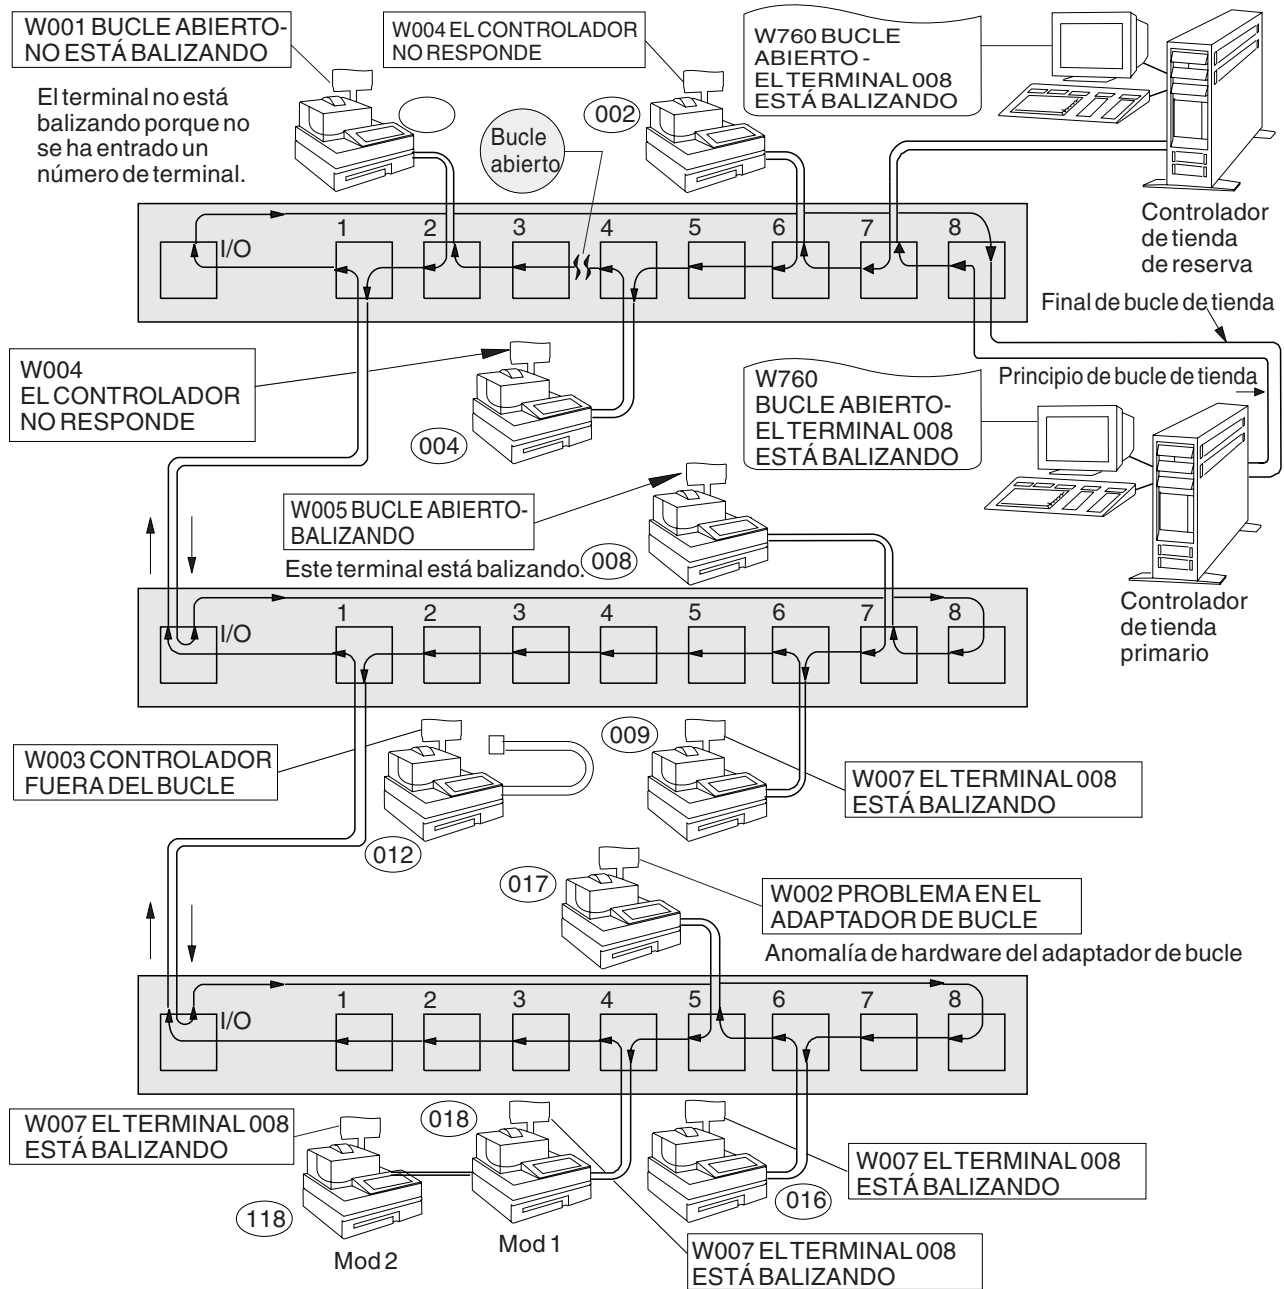 W001 BUCLE ABIERTO-
NO ESTÁ BALIZANDO
El terminal no está
balizando porque no
se ha entrado un
número de terminal.
W004 EL CONTROLADOR
NO RESPONDE
002
Bucle
abierto
W760 BUCLE
ABIERTO -
EL TERMINAL 008
ESTÁ BALIZANDO
Controlador
de tienda
de reserva
I/O
1
2
3
4
5
6
7
8
Final de bucle de tienda
Principio de bucle de tienda
W004
EL CONTROLADOR
NO RESPONDE
004
W760
BUCLE ABIERTO-
EL TERMINAL 008
ESTÁ BALIZANDO
Controlador
de tienda
primario
W005 BUCLE ABIERTO-
BALIZANDO
Este terminal está balizando.
008
I/O
1
2
3
4
5
6
7
8
W003 CONTROLADOR
FUERA DEL BUCLE
012
009
W007 EL TERMINAL 008
ESTÁ BALIZANDO
017
W002 PROBLEMA EN EL
ADAPTADOR DE BUCLE
Anomalía de hardware del adaptador de bucle
I/O
1
2
3
4
5
6
7
8
W007 EL TERMINAL 008
ESTÁ BALIZANDO
118
Mod 2
018
Mod 1
W007 EL TERMINAL 008
ESTÁ BALIZANDO
016
W007 EL TERMINAL 008
ESTÁ BALIZANDO